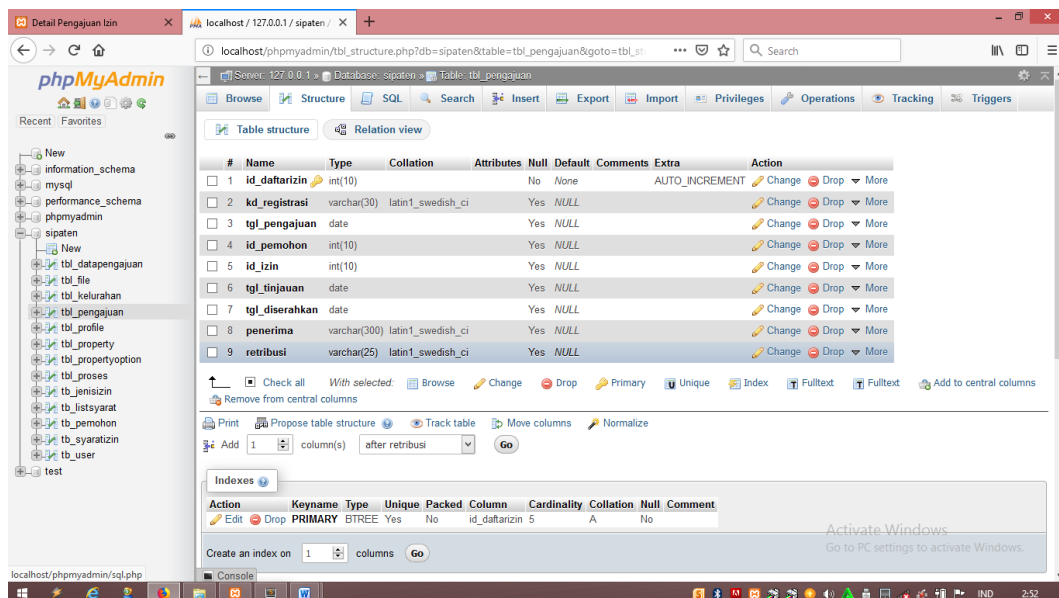 Detail Pengajuan Izin
localhost / 127.0.0.1 / sipaten /
localhost/phpmyadmin/tbl_structure.php?db=sipaten&table=tbl_pengajuan&goto=tbl_st
Search
phpMyAdmin
Recent Favorites
New
information_schema
mysql
performance_schema
phpmyadmin
sipaten
New
tbl_datapengajuan
tbl_file
tbl_kelurahan
tbl_pengajuan
tbl_profile
tbl_property
tbl_propertyoption
tbl_proses
tb_jenisizin
tb_listsyarat
tb_pemohon
tb_syaratizin
tb_user
test
localhost/phpmyadmin/sql.php
Server: 127.0.0.1 » Database: sipaten » Table: tbl_pengajuan
Browse Structure SQL Search Insert Export Import Privileges Operations Tracking Triggers
Table structure Relation view
# Name Type Collation Attributes Null Default Comments Extra Action
1 id_daftarizin int(10) No None AUTO_INCREMENT Change Drop More
2 kd_registrasi varchar(30) latin1_swedish_ci Yes NULL Change Drop More
3 tgl_pengajuan date Yes NULL Change Drop More
4 id_pemohon int(10) Yes NULL Change Drop More
5 id_izin int(10) Yes NULL Change Drop More
6 tgl_tinjauan date Yes NULL Change Drop More
7 tgl_diserahkan date Yes NULL Change Drop More
8 penerima varchar(300) latin1_swedish_ci Yes NULL Change Drop More
9 retribusi varchar(25) latin1_swedish_ci Yes NULL Change Drop More
Check all With selected: Browse Change Drop Primary Unique Index Fulltext Fulltext Add to central columns
Remove from central columns
Print Propose table structure Track table Move columns Normalize
Add 1 column(s) after retribusi Go
Indexes
Action Keyname Type Unique Packed Column Cardinality Collation Null Comment
Edit Drop PRIMARY BTREE Yes No id_daftarizin 5 A No
Create an index on 1 columns Go
Console
Activate Windows
Go to PC settings to activate Windows.
IND 2:52